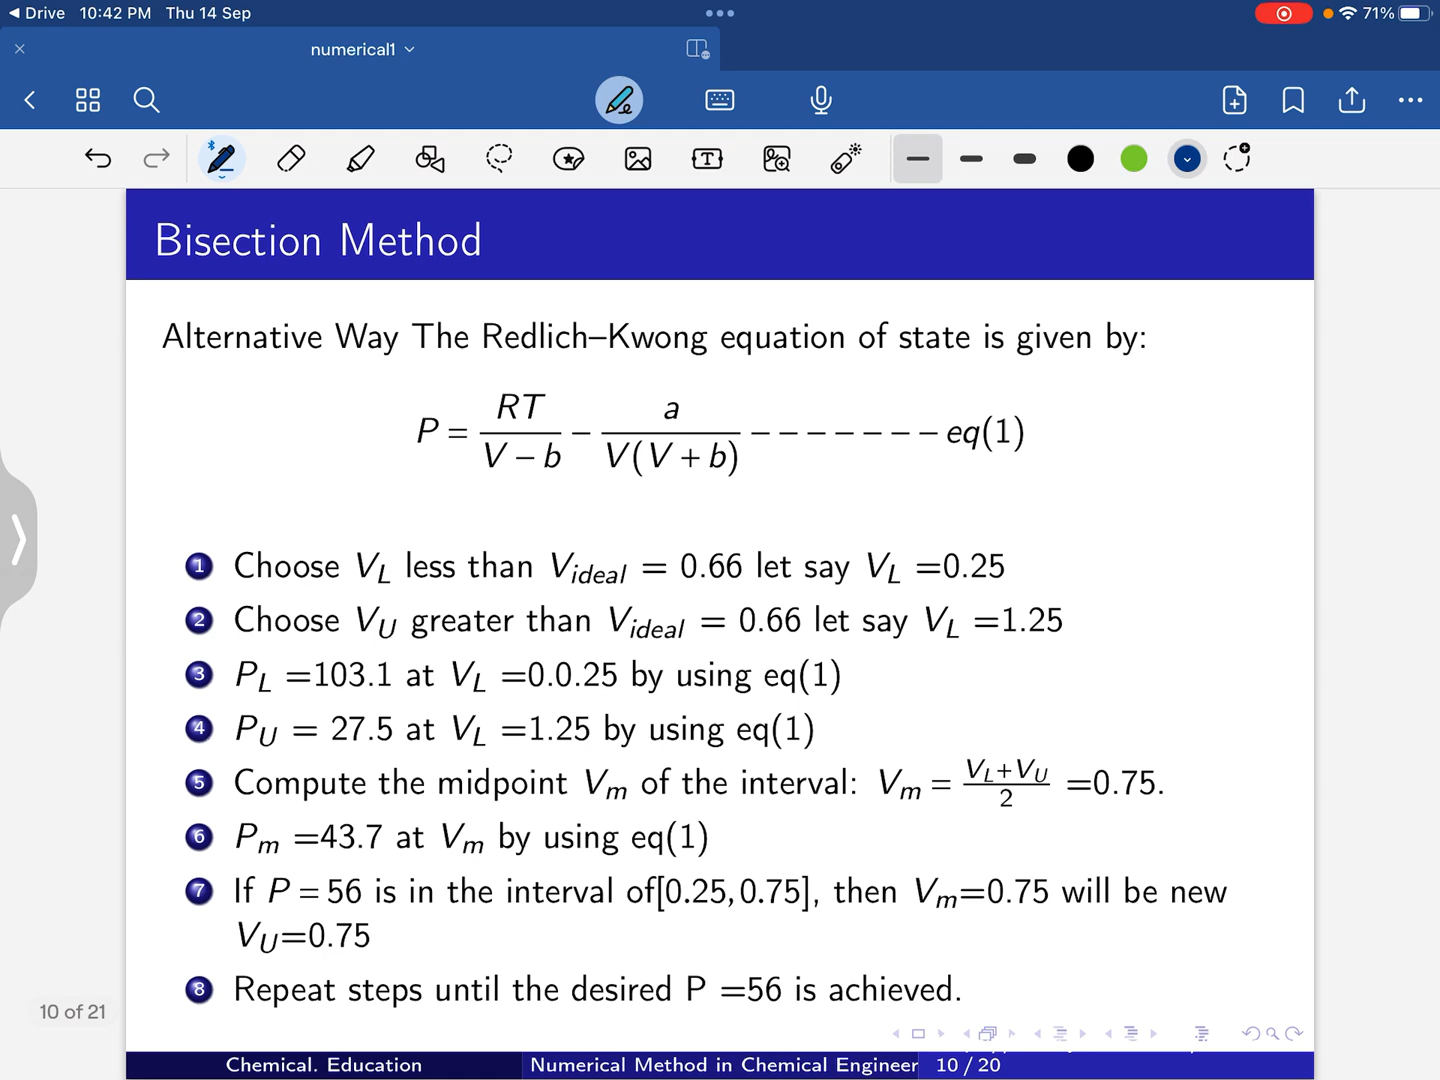 Drive 10:42 PM Thu 14 Sep 71%
numerical1
Bisection Method
Alternative Way The Redlich–Kwong equation of state is given by:
P = RT / (V − b) − a / (V(V + b)) − − − − − − − eq(1)
1 Choose V_L less than V_ideal = 0.66 let say V_L =0.25
2 Choose V_U greater than V_ideal = 0.66 let say V_L =1.25
3 P_L =103.1 at V_L =0.0.25 by using eq(1)
4 P_U = 27.5 at V_L =1.25 by using eq(1)
5 Compute the midpoint V_m of the interval: V_m = (V_L+V_U)/2 =0.75.
6 P_m =43.7 at V_m by using eq(1)
7 If P = 56 is in the interval of[0.25, 0.75], then V_m=0.75 will be new
V_U=0.75
8 Repeat steps until the desired P =56 is achieved.
10 of 21
Chemical. Education Numerical Method in Chemical Engineer 10 / 20